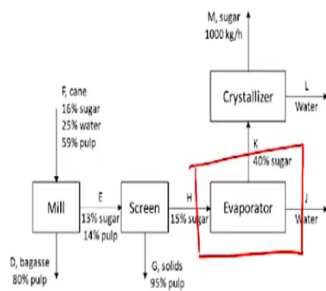 M, sugar
1000 kg/h
Crystallizer
L
Water
F, cane
16% sugar
25% water
59% pulp
K
40% sugar
Mill
E
13% sugar
14% pulp
Screen
H
15% sugar
Evaporator
J
Water
D, bagasse
80% pulp
G, solids
95% pulp